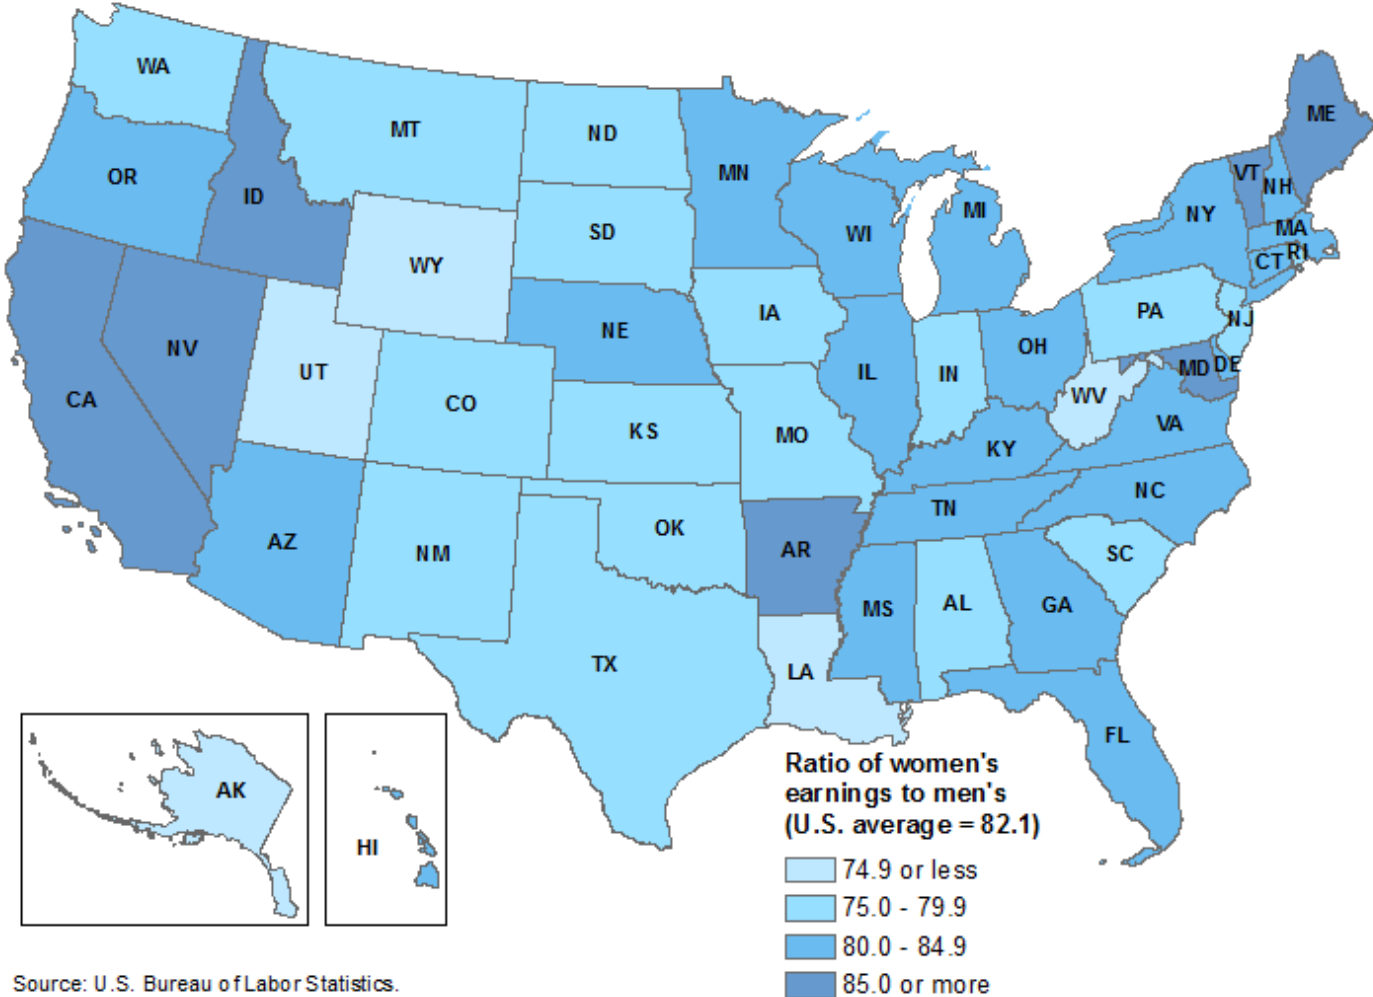 WA
ME
MT
ND
VT
MN
OR
NH
ID
MI
NY
SD
WI
MA
RI
CT
WY
IA
PA
NJ
NE
NV
OH
DE
MD
UT
IL
IN
WV
CA
CO
VA
KS
MO
KY
NC
TN
OK
AZ
AR
NM
SC
MS
AL
GA
TX
LA
FL
AK
HI
Ratio of women's
earnings to men's
(U.S. average = 82.1)
74.9 or less
75.0 - 79.9
80.0 - 84.9
85.0 or more
Source: U.S. Bureau of Labor Statistics.